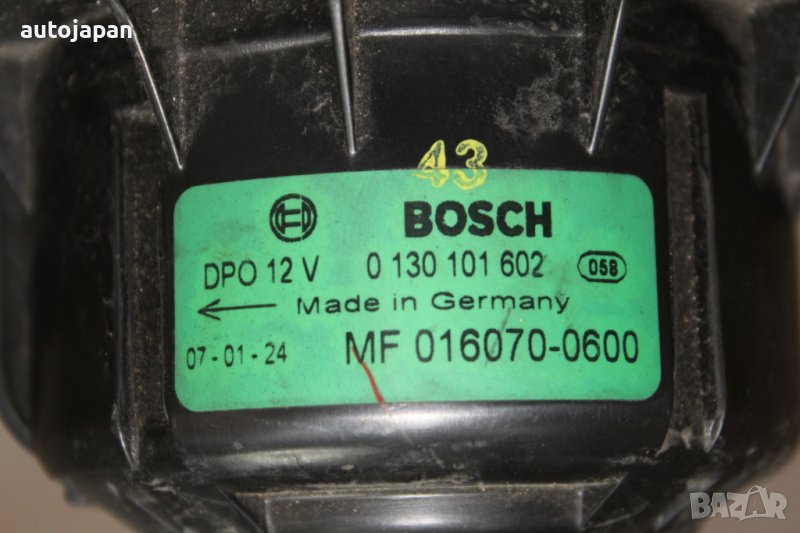 autojapan
43
BOSCH
DPO 12 V 0 130 101 602 058
Made in Germany
07-01-24 MF 016070-0600
BAZAR